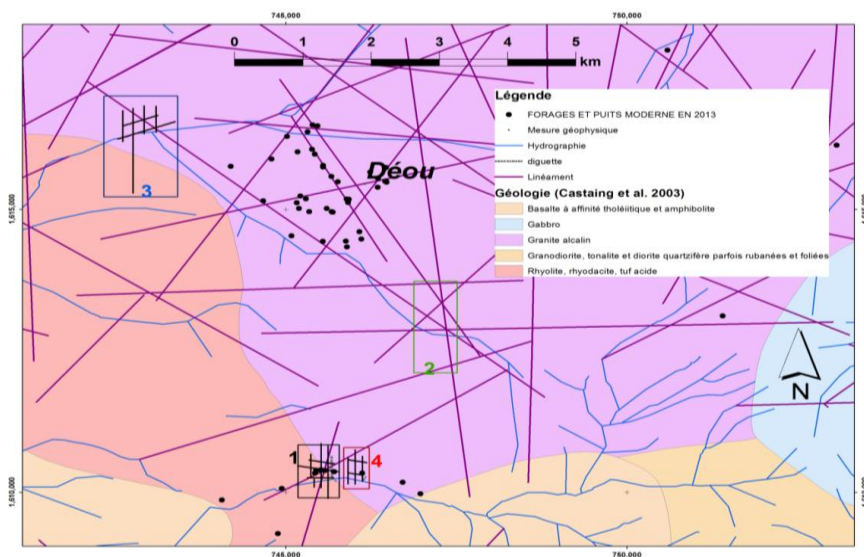 745,000
750,000
0 1 2 3 4 5 km
Légende
FORAGES ET PUITS MODERNE EN 2013
Mesure géophysique
Hydrographie
diguette
Linéament
Géologie (Castaing et al. 2003)
Basalte à affinité tholéiitique et amphibolite
Gabbro
Granite alcalin
Granodiorite, tonalite et diorite quartzifère parfois rubanées et foliées
Rhyolite, rhyodacite, tuf acide
Déou
3
1,615,000
2
N
1
4
1,610,000
745,000
750,000